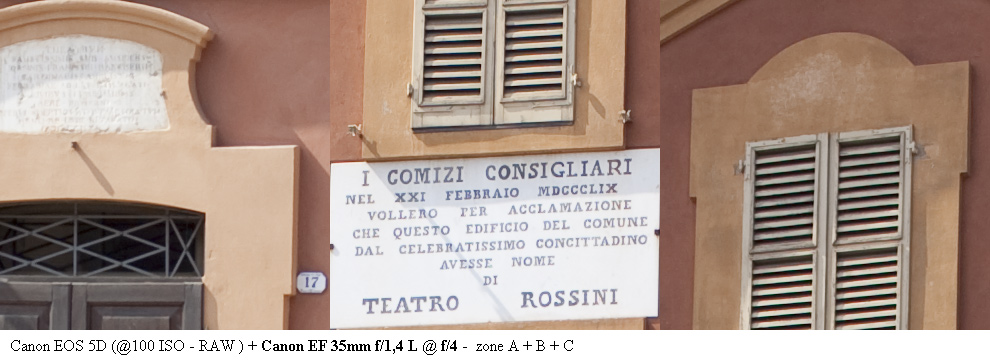 17
I COMIZI CONSIGLIARI
NEL XXI FEBBRAIO MDCCCLIX
VOLLERO PER ACCLAMAZIONE
CHE QUESTO EDIFICIO DEL COMUNE
DAL CELEBRATISSIMO CONCITTADINO
AVESSE NOME
DI
TEATRO ROSSINI
Canon EOS 5D (@100 ISO - RAW ) + Canon EF 35mm f/1,4 L @ f/4 - zone A + B + C